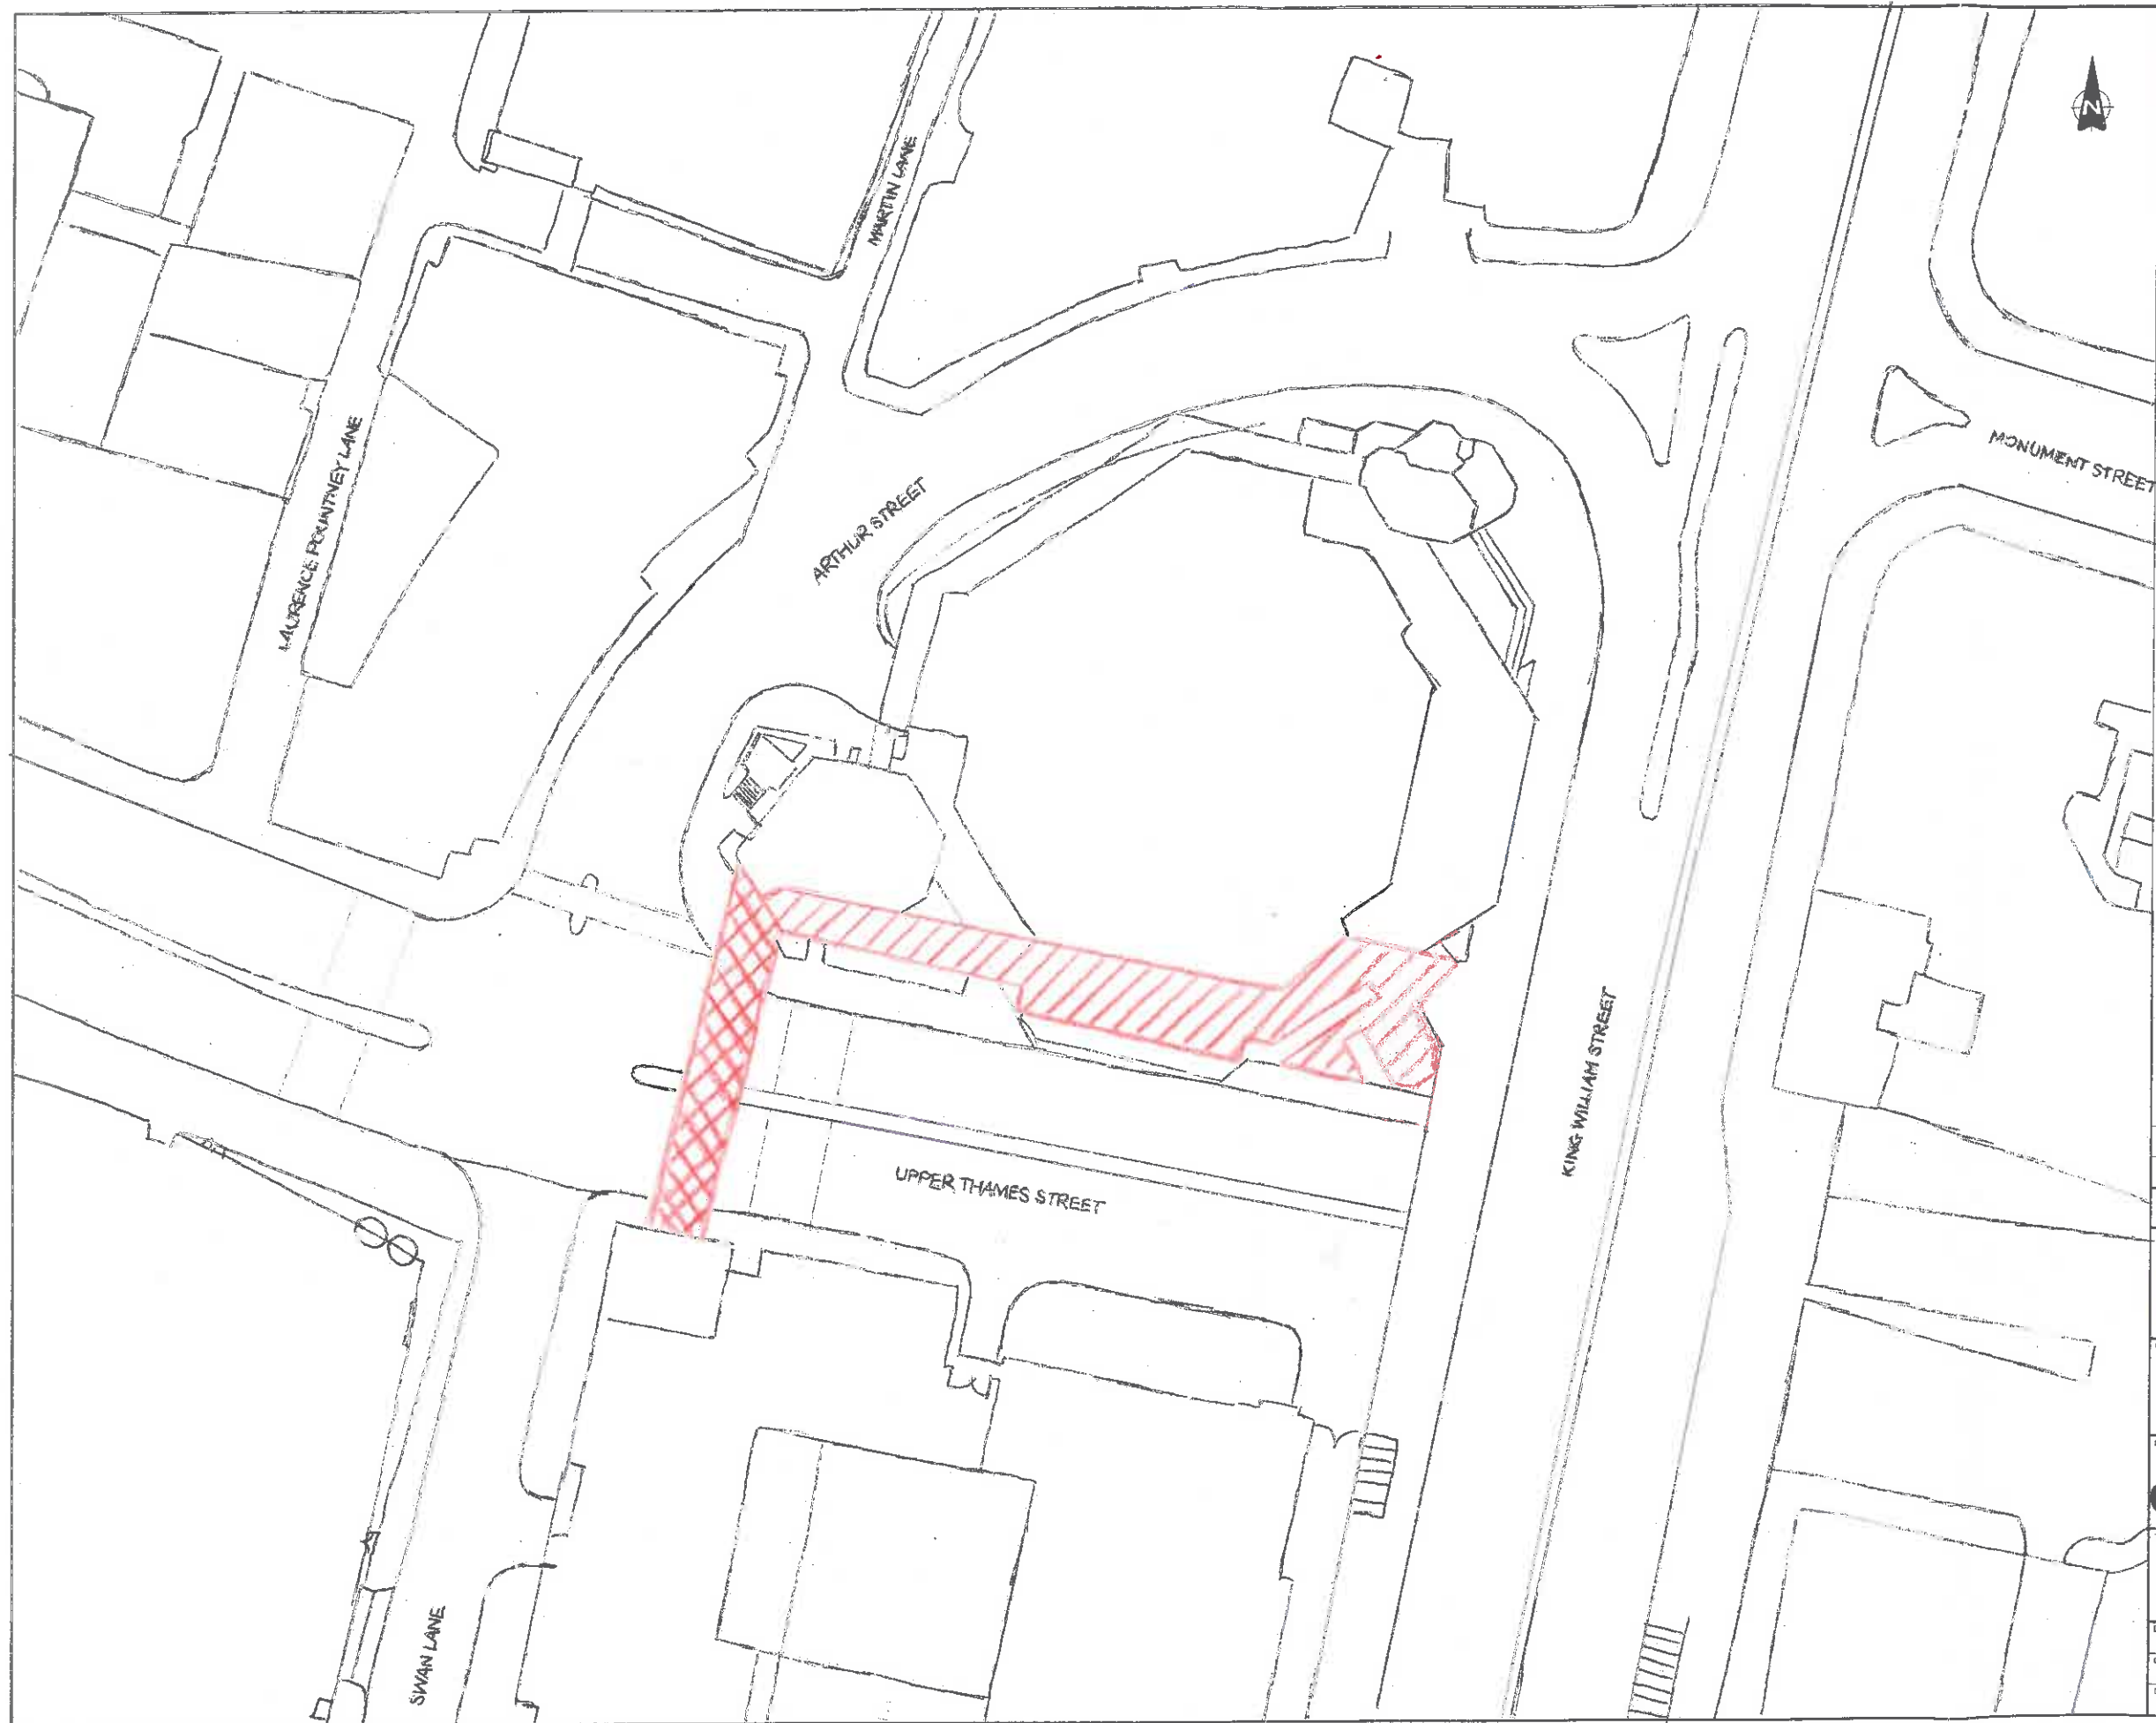 N
MARTIN LANE
MONUMENT STREET
LAURENCE POUNTNEY LANE
ARTHUR STREET
KING WILLIAM STREET
UPPER THAMES STREET
SWAN LANE